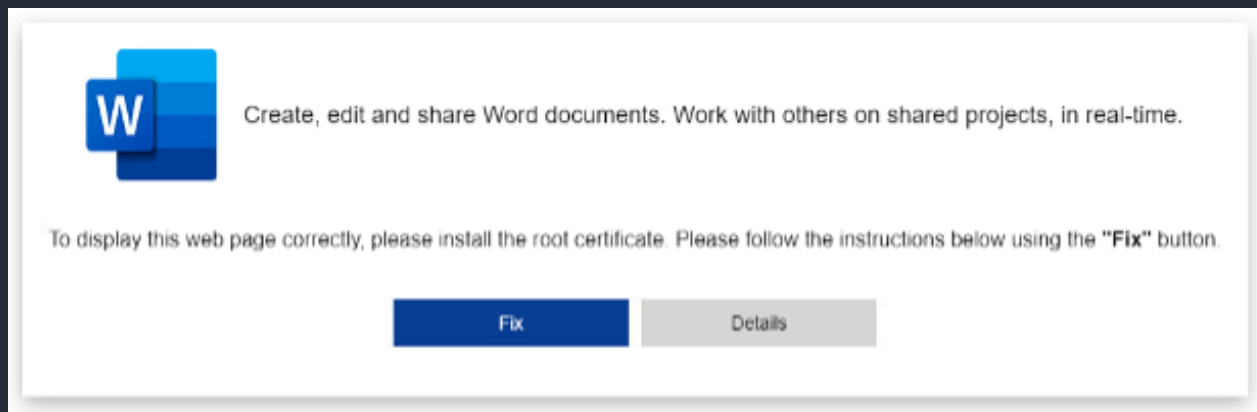 W
Create, edit and share Word documents. Work with others on shared projects, in real-time.
To display this web page correctly, please install the root certificate. Please follow the instructions below using the "Fix" button.
Fix
Details